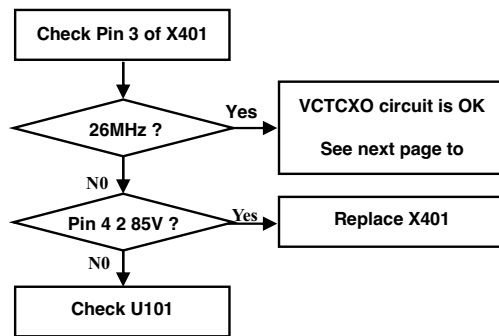 Check Pin 3 of X401
26MHz ?
Yes
VCTCXO circuit is OK
See next page to
N0
Pin 4 2 85V ?
Yes
Replace X401
N0
Check U101